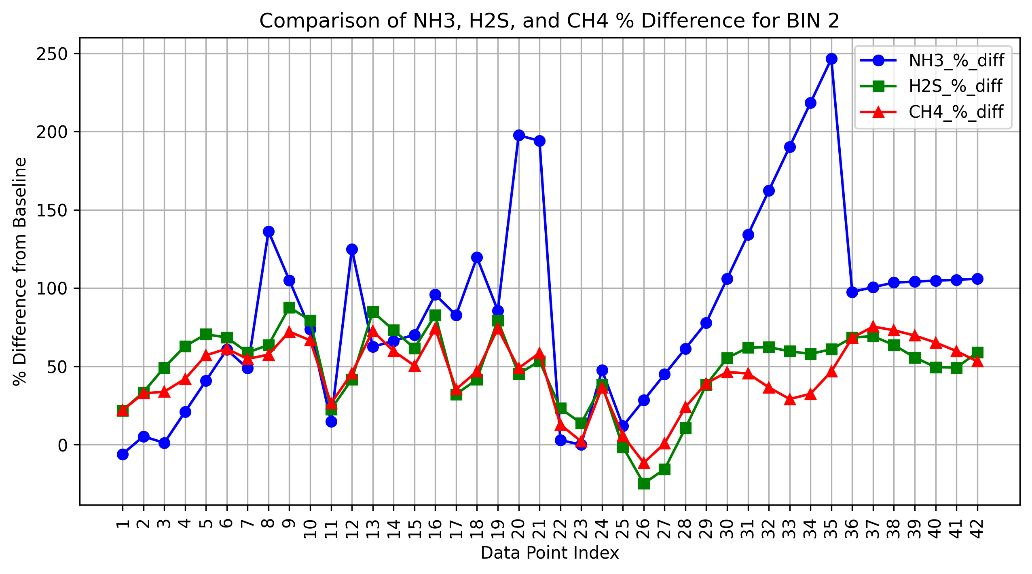 Comparison of NH3, H2S, and CH4 % Difference for BIN 2
% Difference from Baseline
250
200
150
100
50
0
NH3_%_diff
H2S_%_diff
CH4_%_diff
1 2 3 4 5 6 7 8 9 10 11 12 13 14 15 16 17 18 19 20 21 22 23 24 25 26 27 28 29 30 31 32 33 34 35 36 37 38 39 40 41 42
Data Point Index